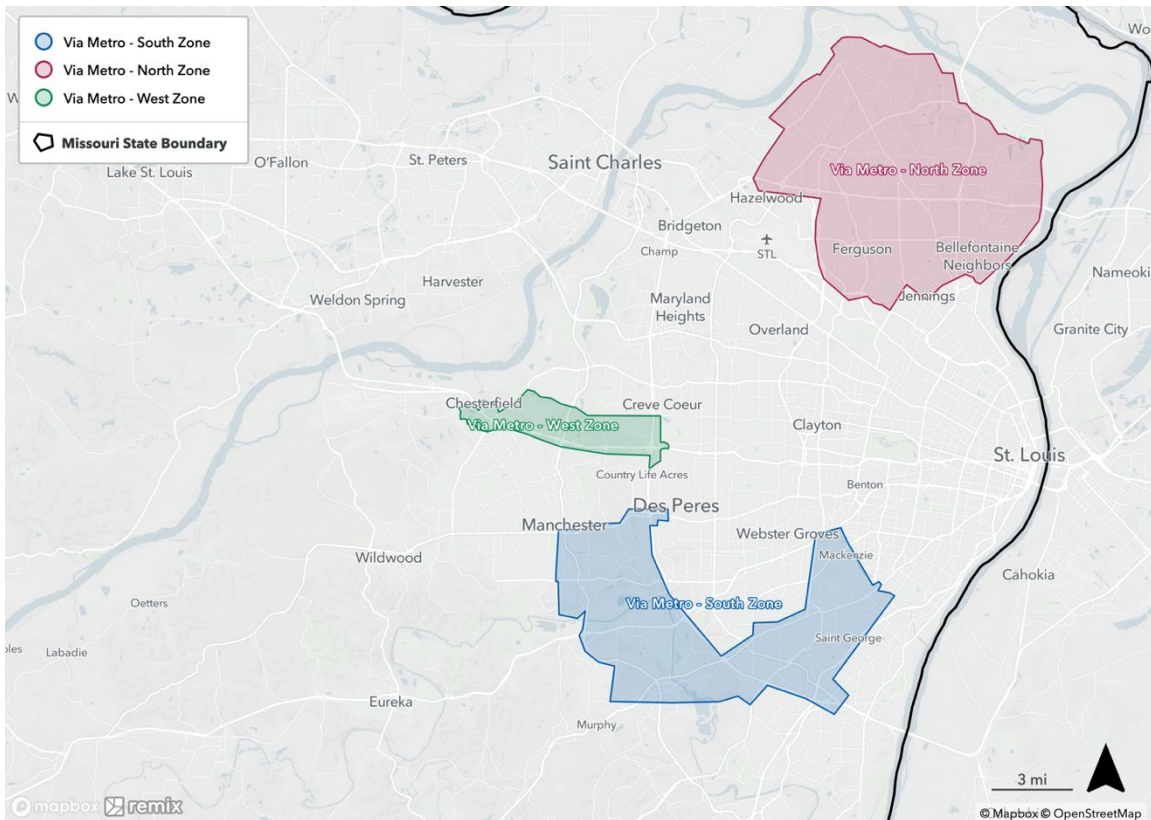 Via Metro - South Zone
Via Metro - North Zone
Via Metro - West Zone
Missouri State Boundary
Lake St. Louis
O'Fallon
St. Peters
Saint Charles
Via Metro - North Zone
Hazelwood
Bridgeton
Champ
STL
Ferguson
Bellefontaine
Neighbors
Nameoki
Harvester
Weldon Spring
Maryland
Heights
Jennings
Overland
Granite City
Chesterfield
Creve Coeur
Via Metro - West Zone
Clayton
St. Louis
Country Life Acres
Benton
Des Peres
Manchester
Webster Groves
Mackenzie
Wildwood
Cahokia
Oetters
Via Metro - South Zone
Saint George
Labadie
Eureka
Murphy
3 mi
mapbox remix
© Mapbox © OpenStreetMap